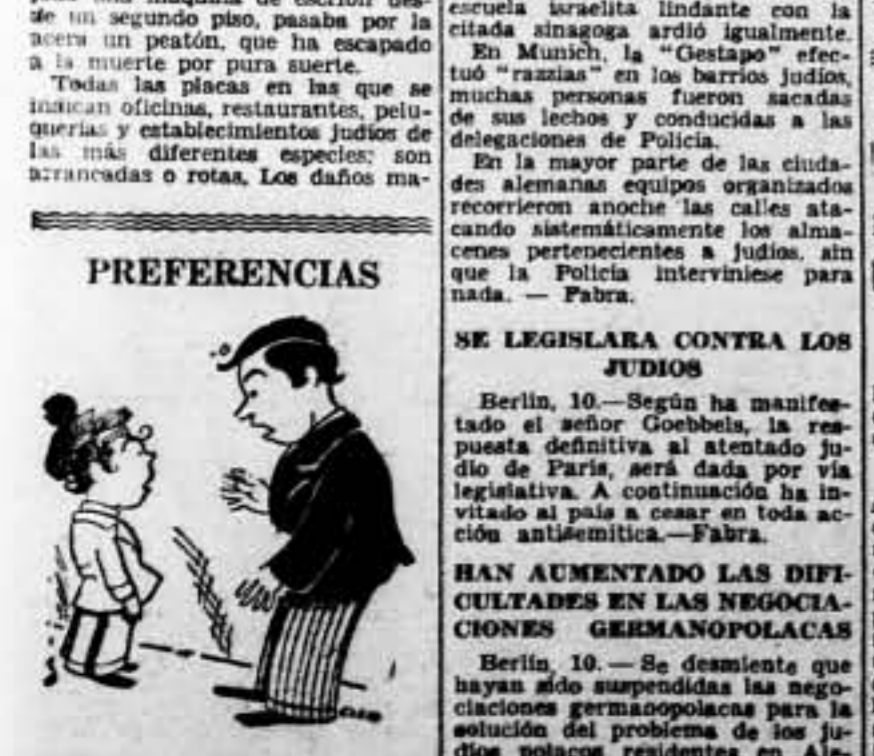 de un segundo piso, pasaba por la
acera un peatón, que ha escapado
a la muerte por pura suerte.
Todas las placas en las que se
indican oficinas, restaurantes, pelu-
querías y establecimientos judíos de
las más diferentes especies; son
arrancadas o rotas. Los daños ma-
PREFERENCIAS
escuela israelita lindante con la
citada sinagoga ardió igualmente.
En Munich, la "Gestapo" efec-
tuó "razzias" en los barrios judíos,
muchas personas fueron sacadas
de sus lechos y conducidas a las
delegaciones de Policía.
En la mayor parte de las ciuda-
des alemanas equipos organizados
recorrieron anoche las calles ata-
cando sistemáticamente los alma-
cenes pertenecientes a judíos, sin
que la Policía interviniese para
nada. — Fabra.
SE LEGISLARA CONTRA LOS
JUDIOS
Berlín, 10.—Según ha manifes-
tado el señor Goebbels, la res-
puesta definitiva al atentado ju-
dío de París, será dada por vía
legislativa. A continuación ha in-
vitado al país a cesar en toda ac-
ción antisemítica.—Fabra.
HAN AUMENTADO LAS DIFI-
CULTADES EN LAS NEGOCIA-
CIONES GERMANOPOLACAS
Berlín, 10. — Se desmiente que
hayan sido suspendidas las nego-
ciaciones germanopolacas para la
solución del problema de los ju-
díos polacos residentes en